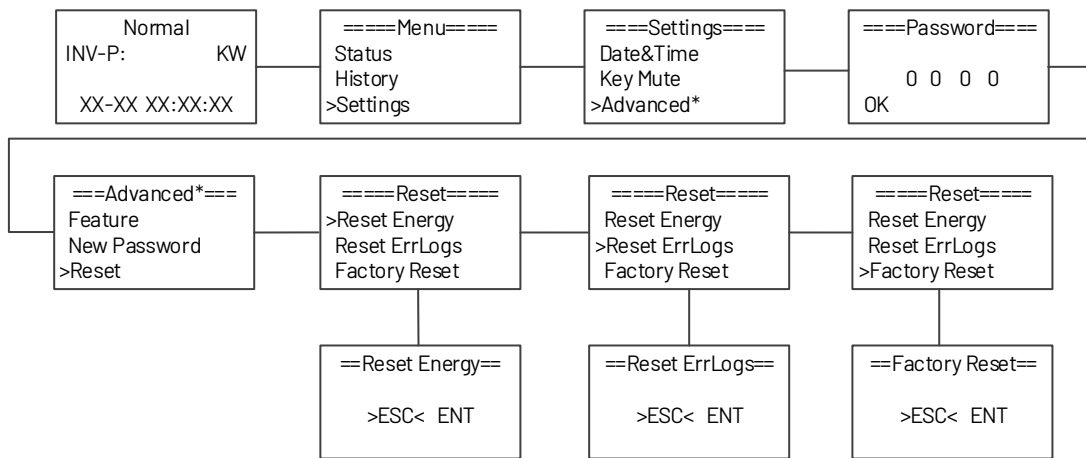 Normal
INV-P: KW
XX-XX XX:XX:XX
=====Menu=====
Status
History
>Settings
====Settings====
Date&Time
Key Mute
>Advanced*
====Password====
0 0 0 0
OK
===Advanced*===
Feature
New Password
>Reset
=====Reset=====
>Reset Energy
Reset ErrLogs
Factory Reset
=====Reset=====
Reset Energy
>Reset ErrLogs
Factory Reset
=====Reset=====
Reset Energy
Reset ErrLogs
>Factory Reset
==Reset Energy==
>ESC< ENT
==Reset ErrLogs==
>ESC< ENT
==Factory Reset==
>ESC< ENT